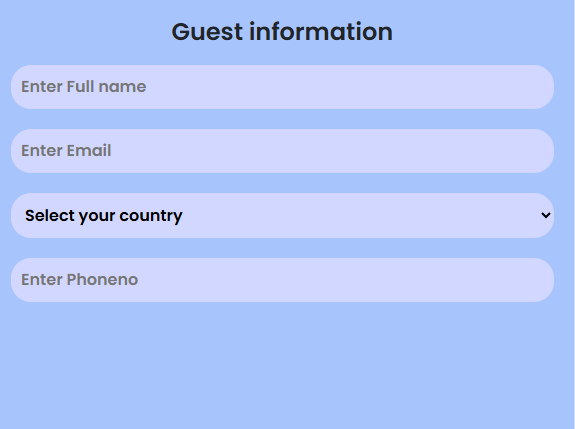 Guest information
Enter Full name
Enter Email
Select your country
Enter Phoneno